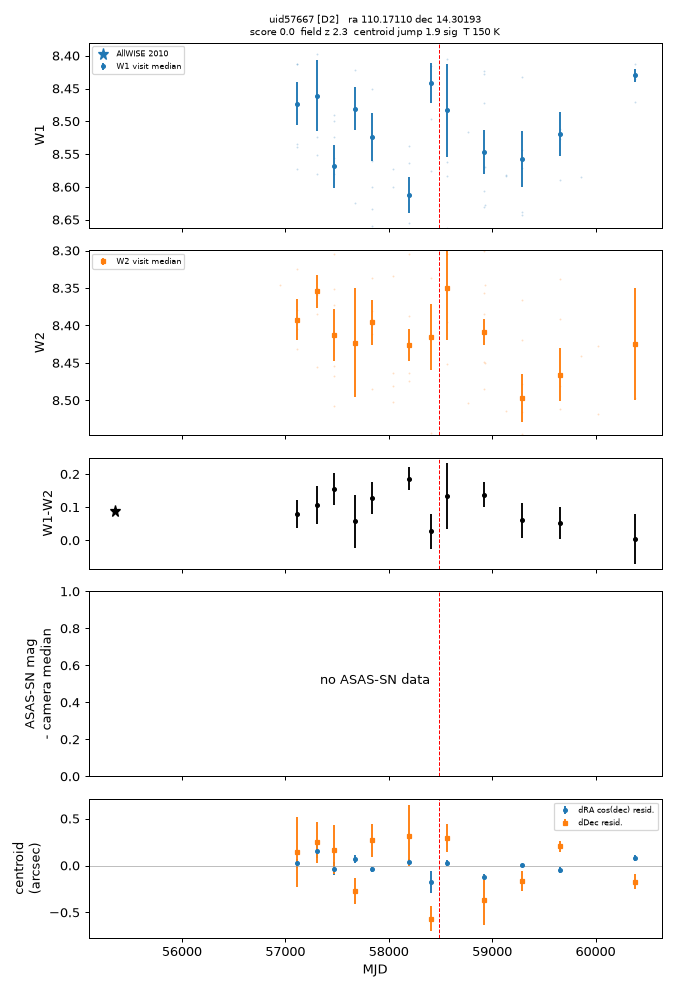 uid57667 [D2]   ra 110.17110 dec 14.30193
score 0.0  field z 2.3  centroid jump 1.9 sig  T 150 K
8.40
8.45
8.50
8.55
8.60
8.65
W1
AllWISE 2010
W1 visit median
8.30
8.35
8.40
8.45
8.50
W2
W2 visit median
0.2
0.1
0.0
W1-W2
1.0
0.8
0.6
0.4
0.2
0.0
ASAS-SN mag
- camera median
no ASAS-SN data
0.5
0.0
−0.5
centroid
(arcsec)
dRA cos(dec) resid.
dDec resid.
56000
57000
58000
59000
60000
MJD